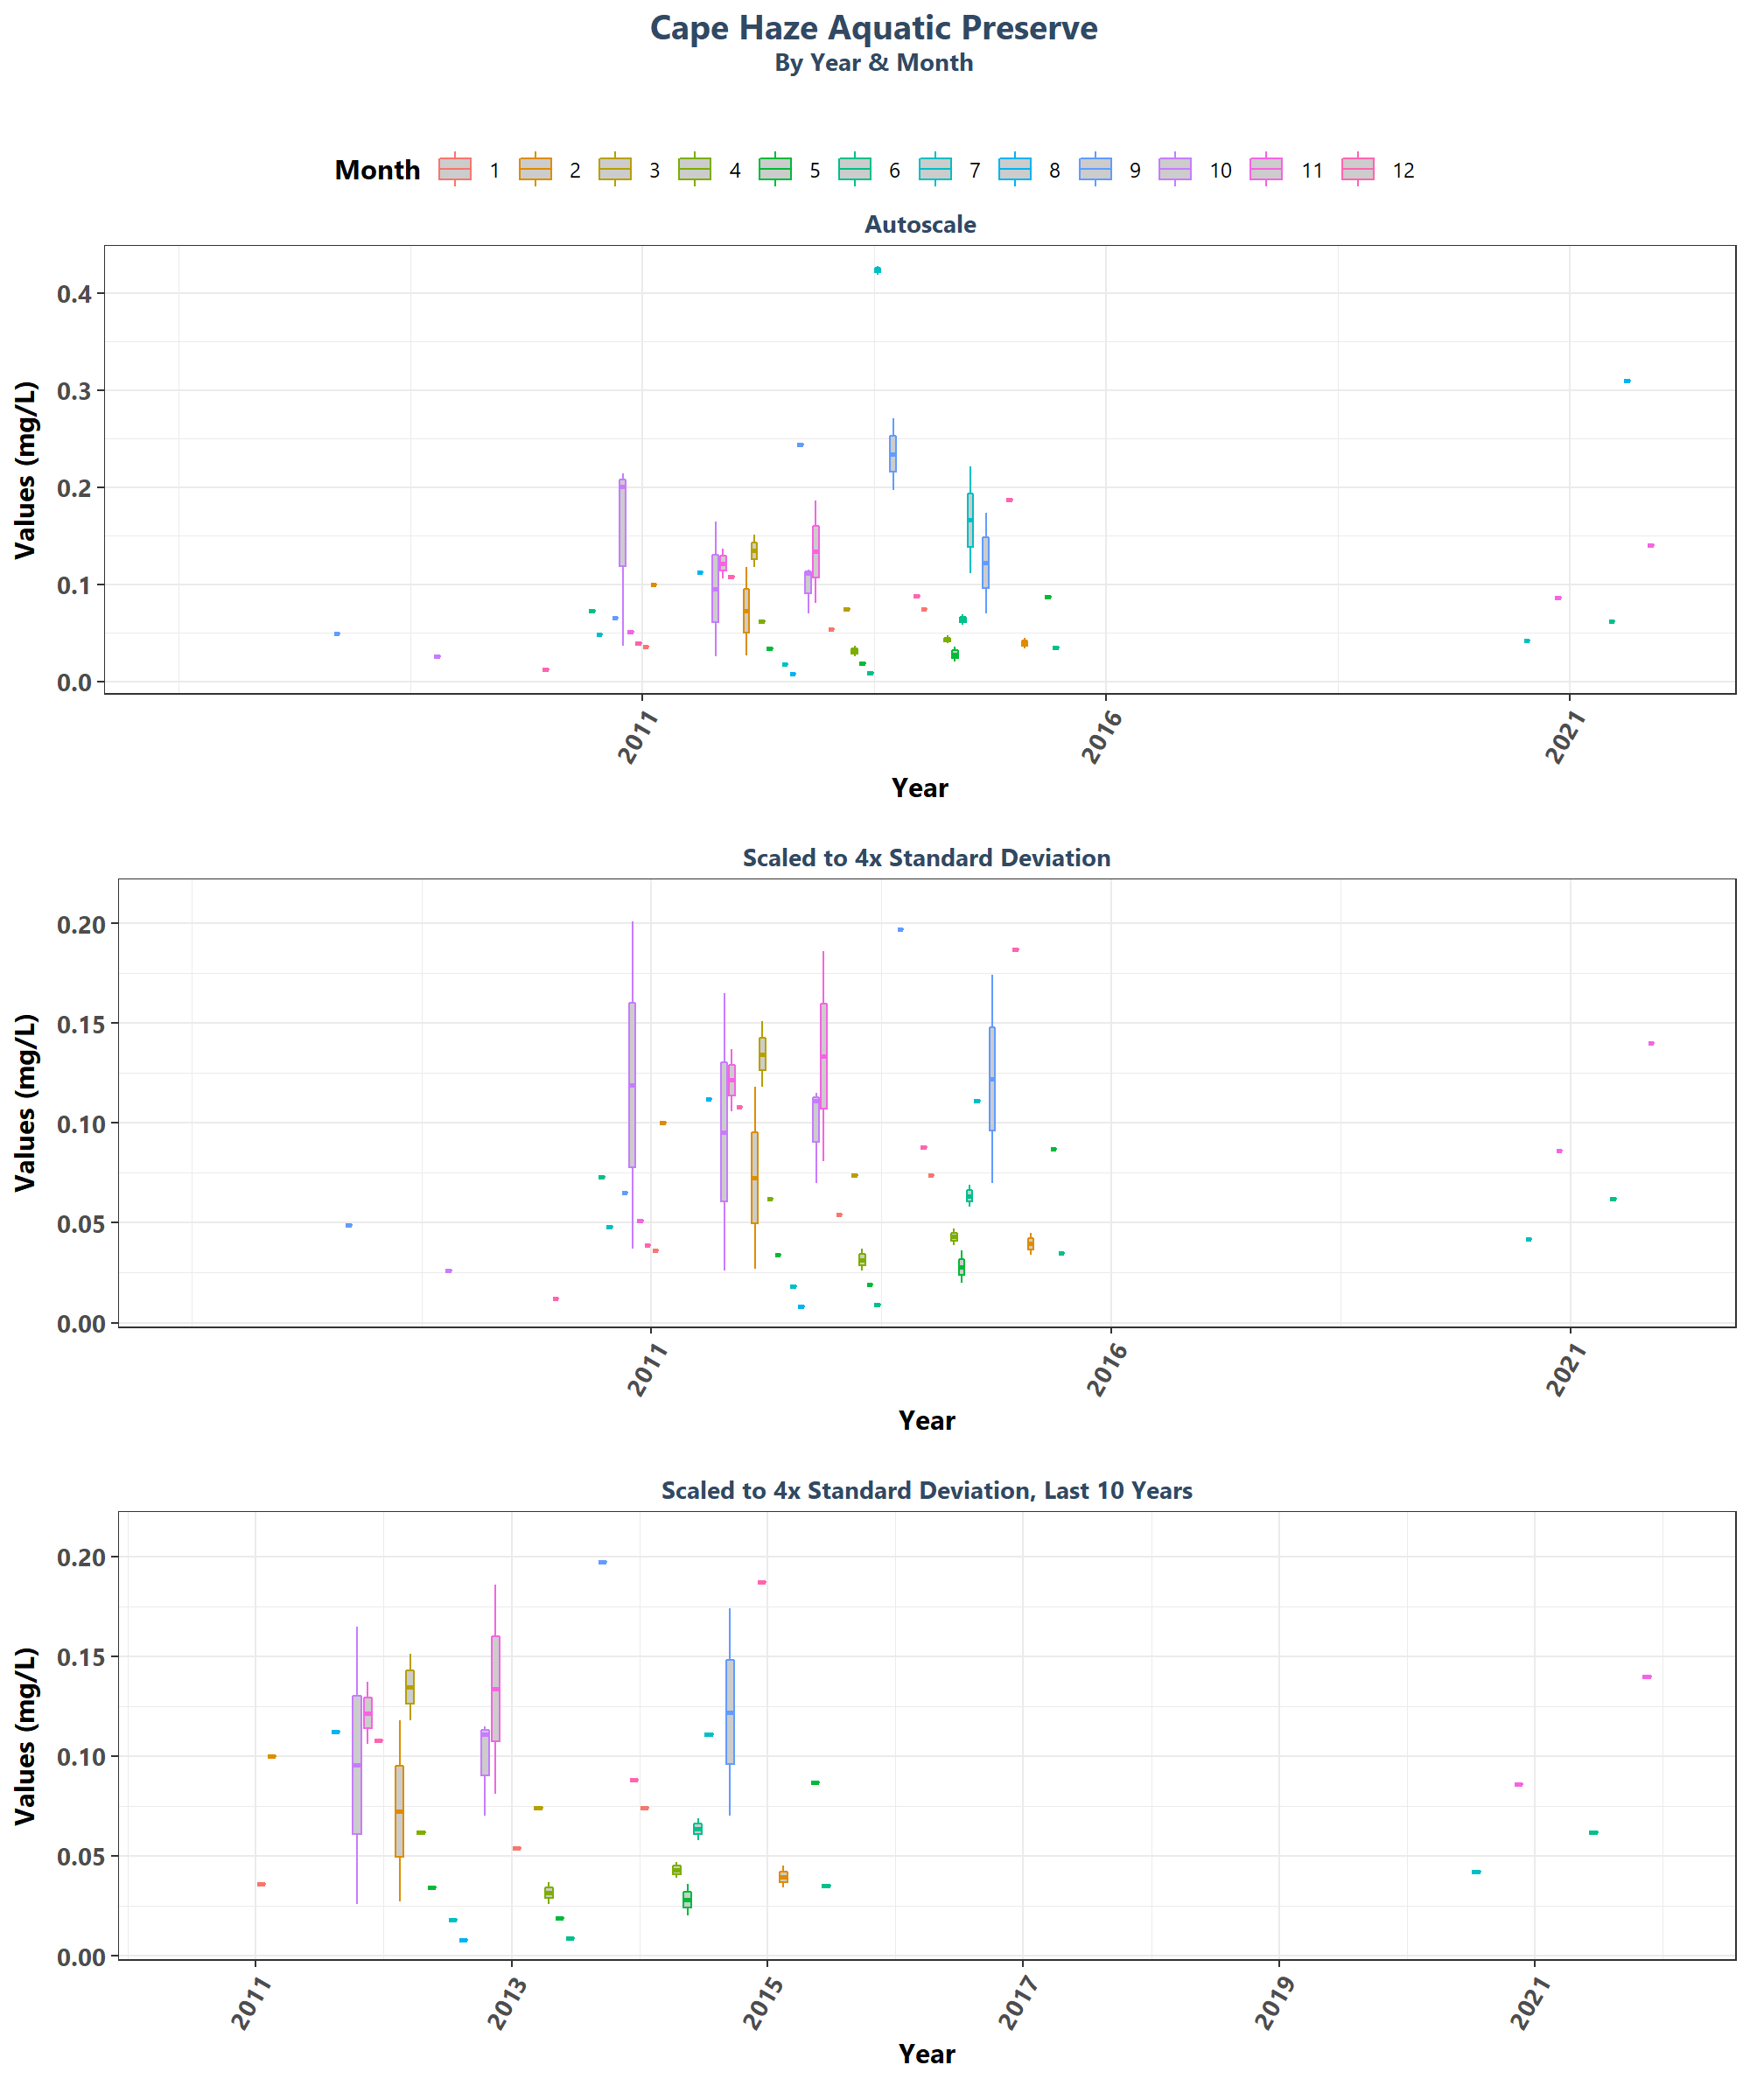 Cape Haze Aquatic Preserve
By Year & Month
Month 1 2 3 4 5 6 7 8 9 10 11 12
Autoscale
Values (mg/L)
0.4
0.3
0.2
0.1
0.0
2011 2016 2021
Year
Scaled to 4x Standard Deviation
Values (mg/L)
0.20
0.15
0.10
0.05
0.00
2011 2016 2021
Year
Scaled to 4x Standard Deviation, Last 10 Years
Values (mg/L)
0.20
0.15
0.10
0.05
0.00
2011 2013 2015 2017 2019 2021
Year